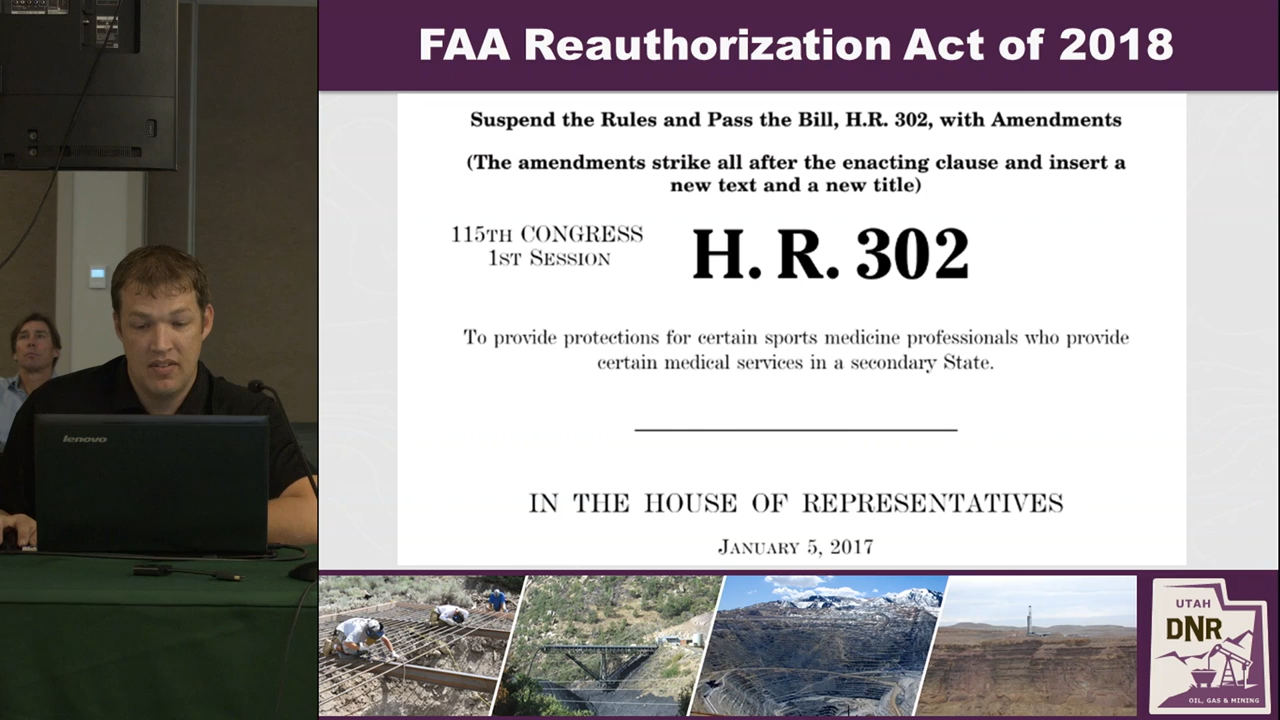 FAA Reauthorization Act of 2018
Suspend the Rules and Pass the Bill, H.R. 302, with Amendments
(The amendments strike all after the enacting clause and insert a
new text and a new title)
115TH CONGRESS
1ST SESSION
H. R. 302
To provide protections for certain sports medicine professionals who provide
certain medical services in a secondary State.
IN THE HOUSE OF REPRESENTATIVES
JANUARY 5, 2017
lenovo
UTAH
DNR
OIL, GAS & MINING